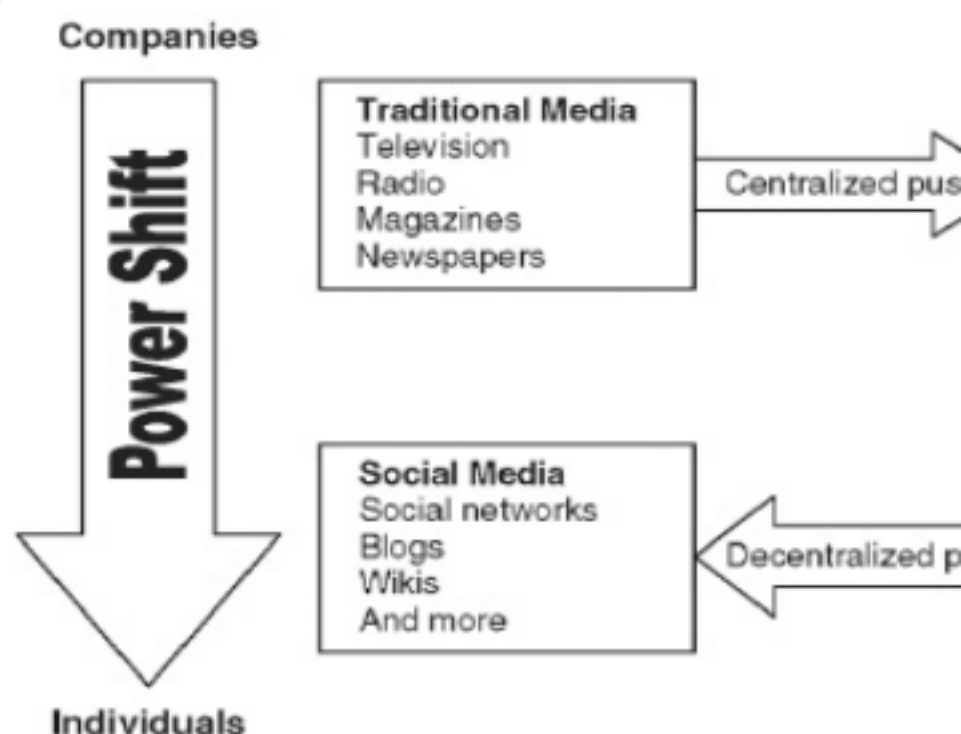 Companies
Power Shift
Traditional Media
Television
Radio
Magazines
Newspapers
Centralized
Social Media
Social networks
Blogs
Wikis
And more
Decentralized
Individuals